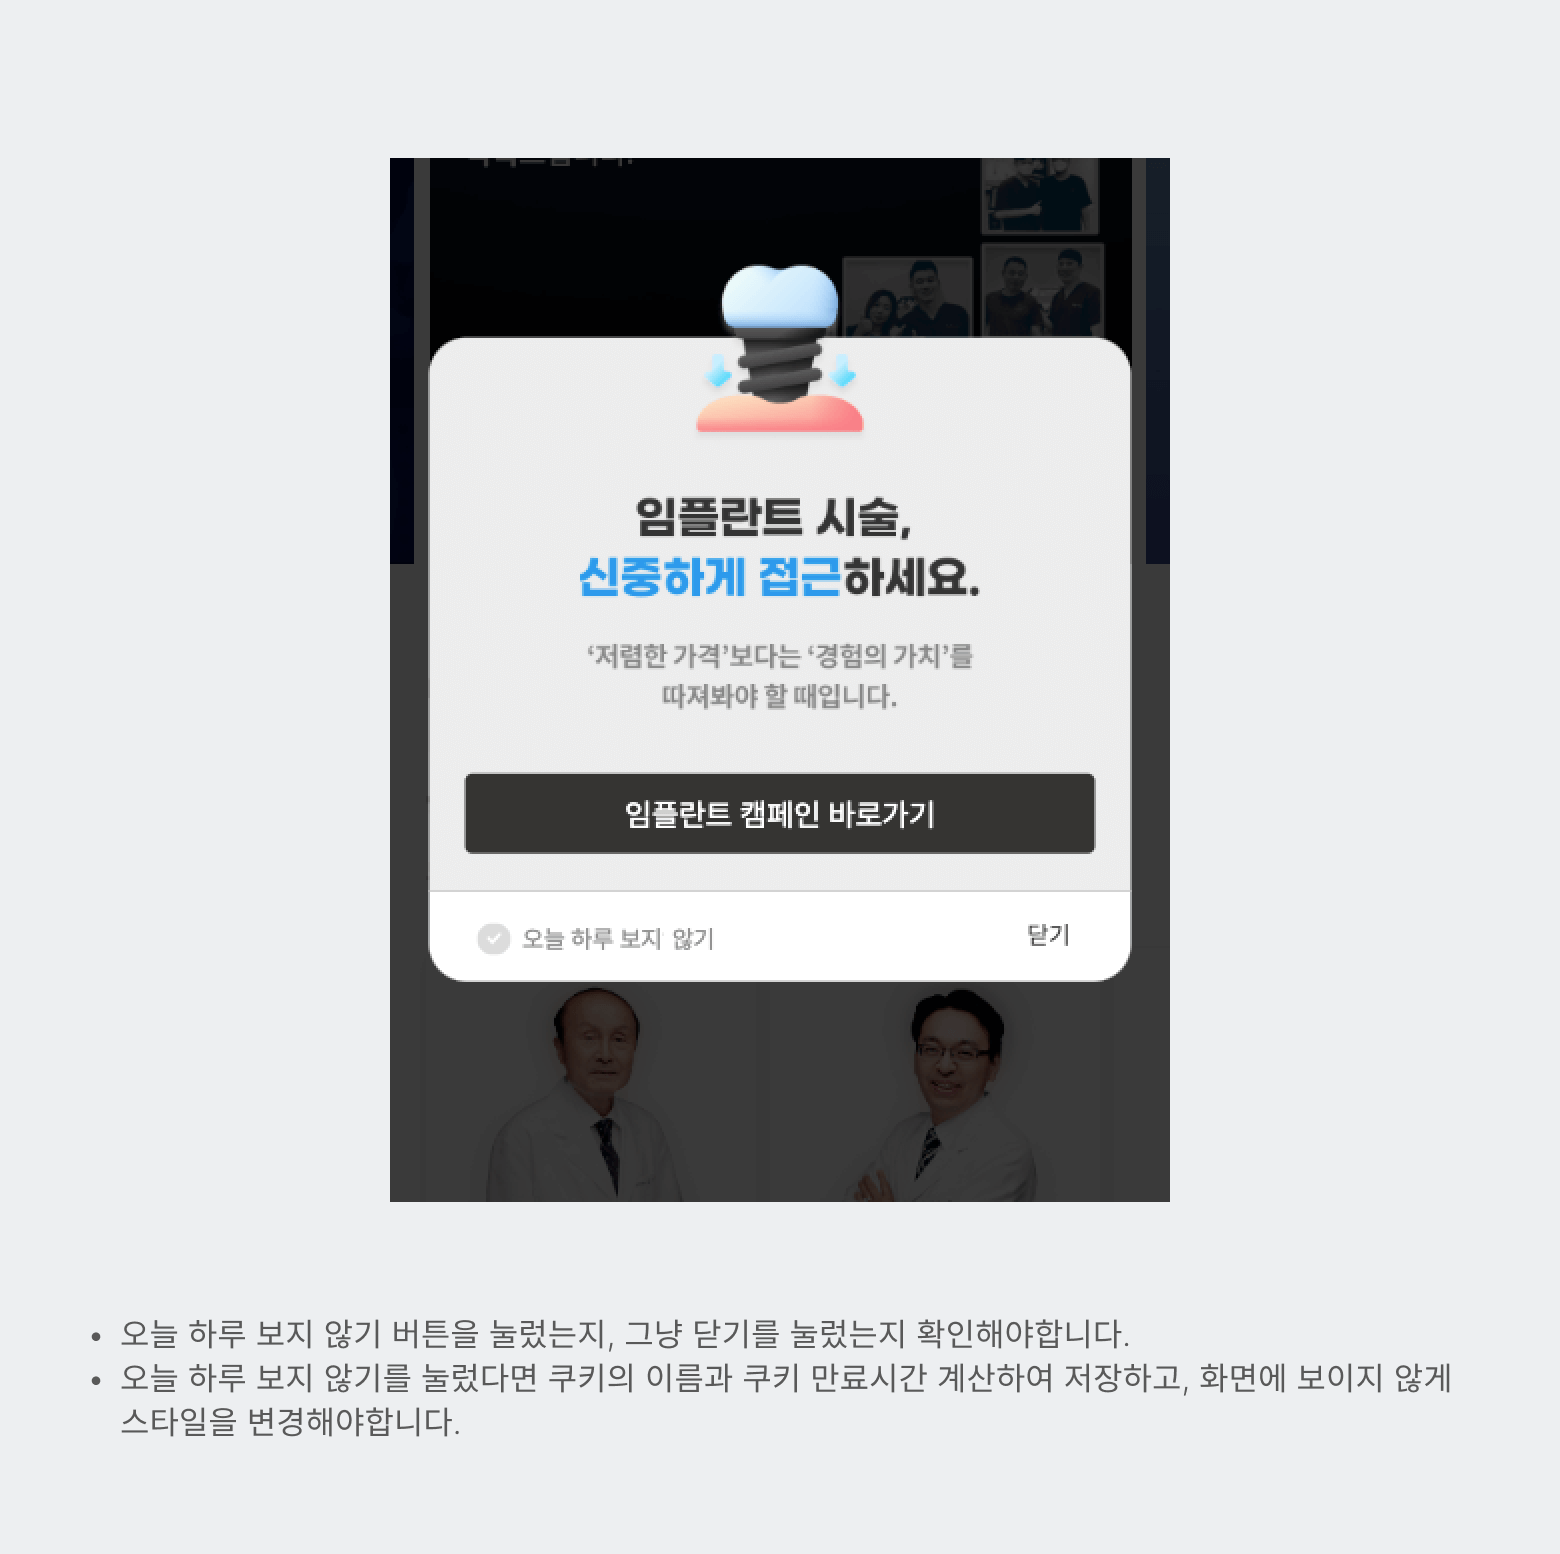 임플란트 시술,
신중하게 접근하세요.
‘저렴한 가격’보다는 ‘경험의 가치’를
따져봐야 할 때입니다.
임플란트 캠페인 바로가기
오늘 하루 보지 않기
닫기
• 오늘 하루 보지 않기 버튼을 눌렀는지, 그냥 닫기를 눌렀는지 확인해야합니다.
• 오늘 하루 보지 않기를 눌렀다면 쿠키의 이름과 쿠키 만료시간 계산하여 저장하고, 화면에 보이지 않게
스타일을 변경해야합니다.